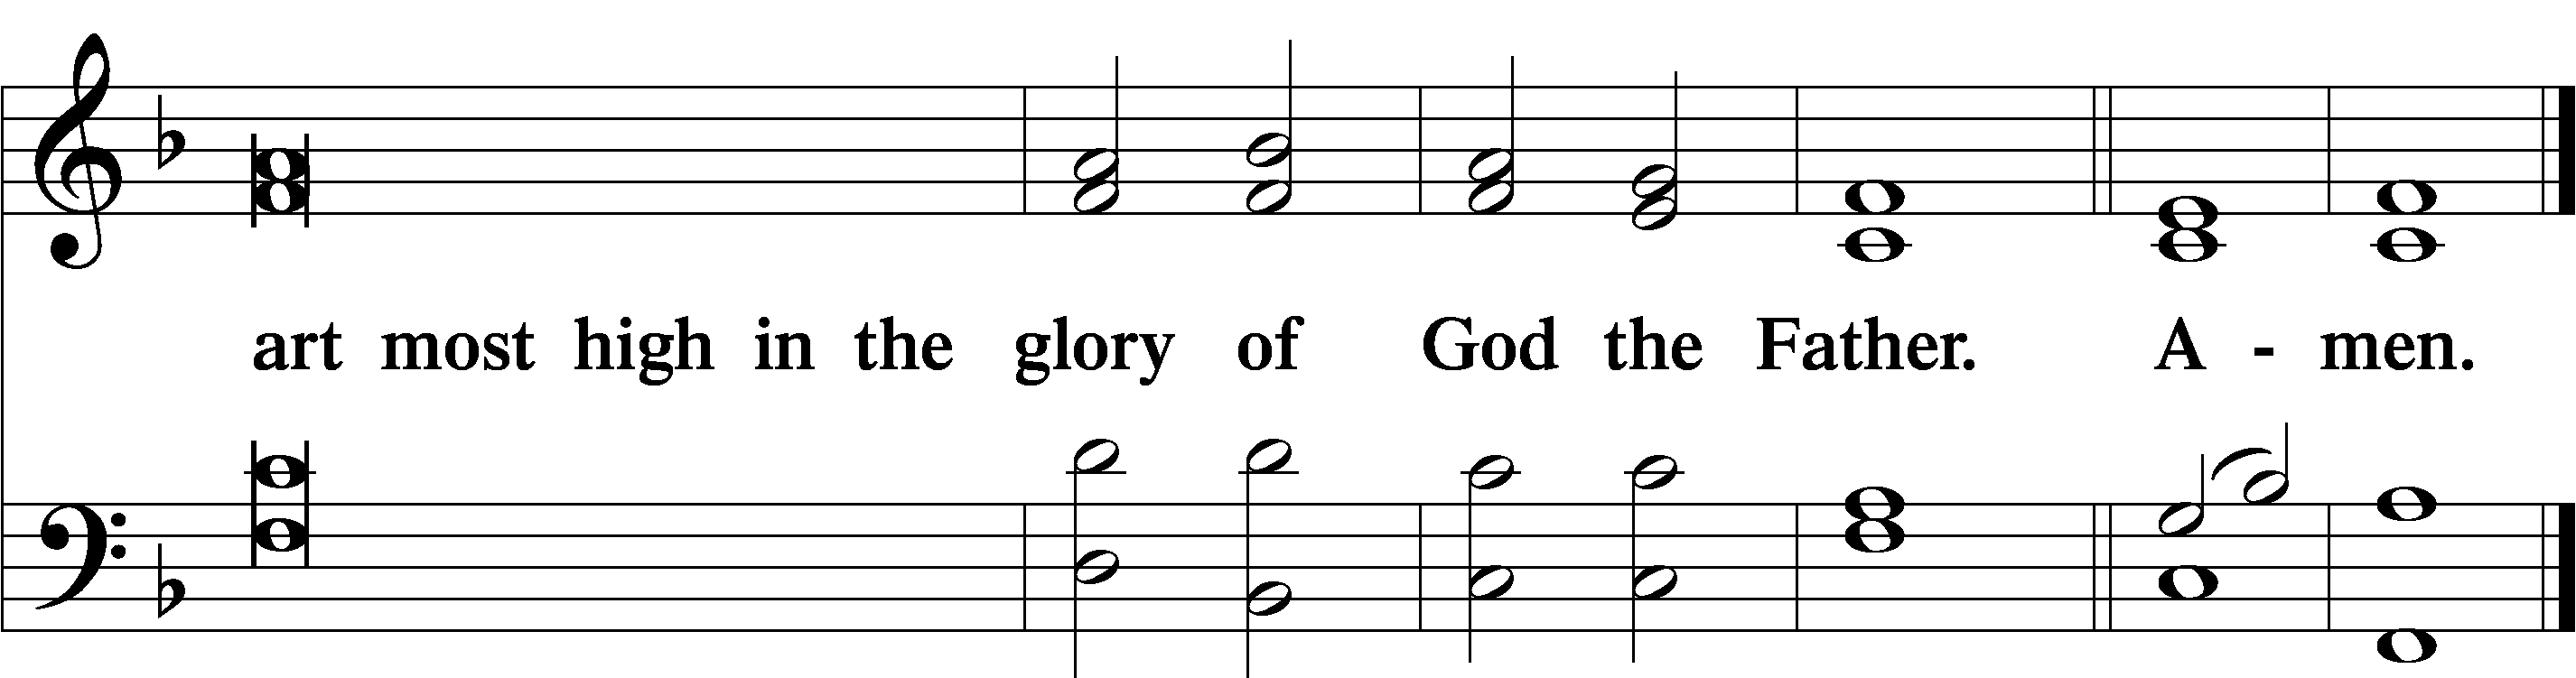 art most high in the glory of God the Father. A - men.